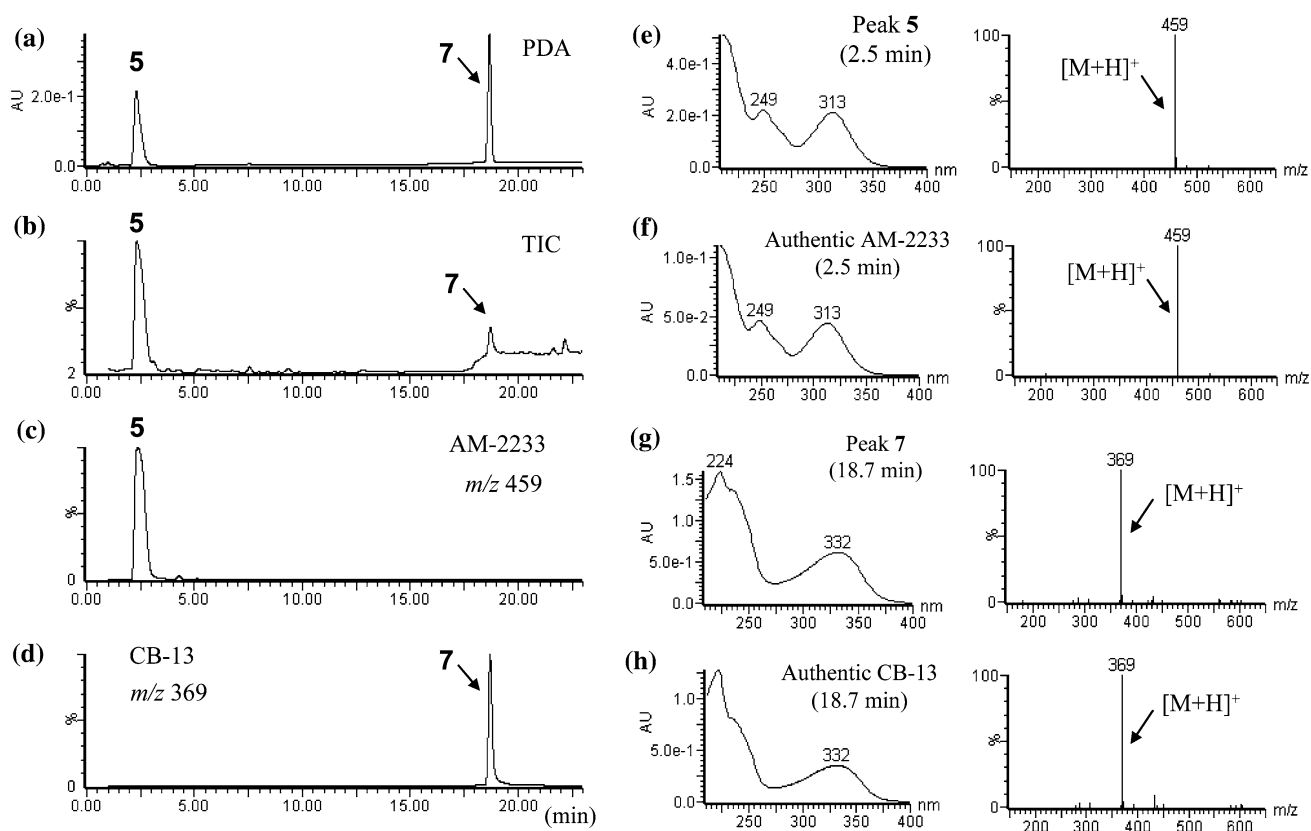 (a)
5
7
PDA
AU
2.0e-1
0.0
0.00 5.00 10.00 15.00 20.00
(b)
5
TIC
7
%
2
0.00 5.00 10.00 15.00 20.00
(c)
5
AM-2233
m/z 459
%
0
0.00 5.00 10.00 15.00 20.00
(d)
CB-13
m/z 369
7
%
0
0.00 5.00 10.00 15.00 20.00
(min)
(e)
Peak 5
(2.5 min)
AU
4.0e-1
2.0e-1
0.0
249
313
250 300 350 400 nm
459
[M+H]+
100
%
0
200 300 400 500 600 m/z
(f)
Authentic AM-2233
(2.5 min)
AU
1.0e-1
5.0e-2
0.0
249
313
250 300 350 400 nm
459
[M+H]+
100
%
0
200 300 400 500 600 m/z
(g)
Peak 7
(18.7 min)
AU
1.5
1.0
5.0e-1
0.0
224
332
250 300 350 400 nm
369
[M+H]+
100
%
0
200 300 400 500 600 m/z
(h)
Authentic CB-13
(18.7 min)
AU
1.0
5.0e-1
0.0
332
250 300 350 400 nm
369
[M+H]+
100
%
0
200 300 400 500 600 m/z